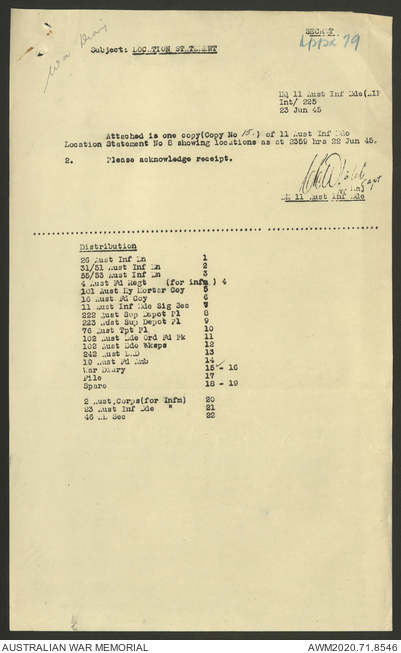 War Diary
SECRET.
Appx 79
Subject: LOCATION STATEMENT
HQ 11 Aust Inf Bde(AIF
Int/ 225
23 Jun 45
Attached is one copy(Copy No 15.) of 11 Aust Inf Bde
Location Statement No 8 showing locations as at 2359 hrs 22 Jun 45.
2. Please acknowledge receipt.
Capt
BM 11 Aust Inf Bde
Distribution
26 Aust Inf Bn 1
31/51 Aust Inf Bn 2
55/53 Aust Inf Bn 3
4 Aust Fd Regt (for infm ) 4
101 Aust Hy Mortar Coy 5
16 Aust Fd Coy 6
11 Aust Inf Bde Sig Sec 7
222 Aust Sup Depot Pl 8
223 Aust Sup Depot Pl 9
76 Aust Tpt Pl 10
102 Aust Bde Ord Fd Pk 11
102 Aust Bde Wksps 12
242 Aust LAD 13
19 Aust Fd Amb 14
War Diary 15 - 16
File 17
Spare 18 - 19
2 Aust,Corps(for Infm) 20
23 Aust Inf Bde " 21
46 AL Sec 22
AUSTRALIAN WAR MEMORIAL
AWM2020.71.8546